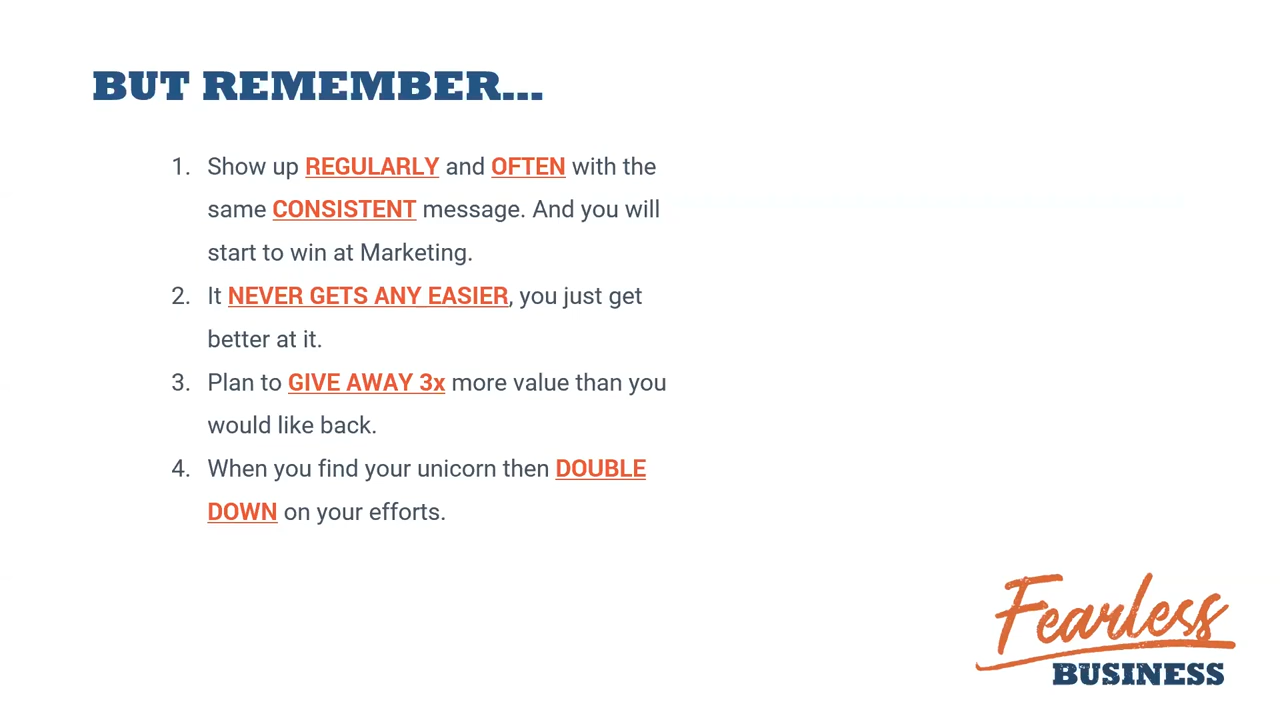 BUT REMEMBER...
1. Show up REGULARLY and OFTEN with the
same CONSISTENT message. And you will
start to win at Marketing.
2. It NEVER GETS ANY EASIER, you just get
better at it.
3. Plan to GIVE AWAY 3x more value than you
would like back.
4. When you find your unicorn then DOUBLE
DOWN on your efforts.
Fearless
BUSINESS